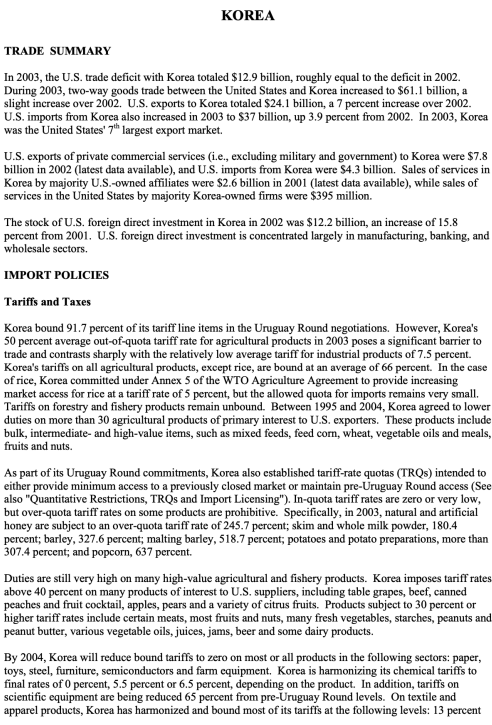 KOREA
TRADE SUMMARY
In 2003, the U.S. trade deficit with Korea totaled $12.9 billion, roughly equal to the deficit in 2002.
During 2003, two-way goods trade between the United States and Korea increased to $61.1 billion, a
slight increase over 2002. U.S. exports to Korea totaled $24.1 billion, a 7 percent increase over 2002.
U.S. imports from Korea also increased in 2003 to $37 billion, up 3.9 percent from 2002. In 2003, Korea
was the United States' 7th largest export market.
U.S. exports of private commercial services (i.e., excluding military and government) to Korea were $7.8
billion in 2002 (latest data available), and U.S. imports from Korea were $4.3 billion. Sales of services in
Korea by majority U.S.-owned affiliates were $2.6 billion in 2001 (latest data available), while sales of
services in the United States by majority Korea-owned firms were $395 million.
The stock of U.S. foreign direct investment in Korea in 2002 was $12.2 billion, an increase of 15.8
percent from 2001. U.S. foreign direct investment is concentrated largely in manufacturing, banking, and
wholesale sectors.
IMPORT POLICIES
Tariffs and Taxes
Korea bound 91.7 percent of its tariff line items in the Uruguay Round negotiations. However, Korea's
50 percent average out-of-quota tariff rate for agricultural products in 2003 poses a significant barrier to
trade and contrasts sharply with the relatively low average tariff for industrial products of 7.5 percent.
Korea's tariffs on all agricultural products, except rice, are bound at an average of 66 percent. In the case
of rice, Korea committed under Annex 5 of the WTO Agriculture Agreement to provide increasing
market access for rice at a tariff rate of 5 percent, but the allowed quota for imports remains very small.
Tariffs on forestry and fishery products remain unbound. Between 1995 and 2004, Korea agreed to lower
duties on more than 30 agricultural products of primary interest to U.S. exporters. These products include
bulk, intermediate- and high-value items, such as mixed feeds, feed corn, wheat, vegetable oils and meals,
fruits and nuts.
As part of its Uruguay Round commitments, Korea also established tariff-rate quotas (TRQs) intended to
either provide minimum access to a previously closed market or maintain pre-Uruguay Round access (See
also "Quantitative Restrictions, TRQs and Import Licensing"). In-quota tariff rates are zero or very low,
but over-quota tariff rates on some products are prohibitive. Specifically, in 2003, natural and artificial
honey are subject to an over-quota tariff rate of 245.7 percent; skim and whole milk powder, 180.4
percent; barley, 327.6 percent; malting barley, 518.7 percent; potatoes and potato preparations, more than
307.4 percent; and popcorn, 637 percent.
Duties are still very high on many high-value agricultural and fishery products. Korea imposes tariff rates
above 40 percent on many products of interest to U.S. suppliers, including table grapes, beef, canned
peaches and fruit cocktail, apples, pears and a variety of citrus fruits. Products subject to 30 percent or
higher tariff rates include certain meats, most fruits and nuts, many fresh vegetables, starches, peanuts and
peanut butter, various vegetable oils, juices, jams, beer and some dairy products.
By 2004, Korea will reduce bound tariffs to zero on most or all products in the following sectors: paper,
toys, steel, furniture, semiconductors and farm equipment. Korea is harmonizing its chemical tariffs to
final rates of 0 percent, 5.5 percent or 6.5 percent, depending on the product. In addition, tariffs on
scientific equipment are being reduced 65 percent from pre-Uruguay Round levels. On textile and
apparel products, Korea has harmonized and bound most of its tariffs at the following levels: 13 percent